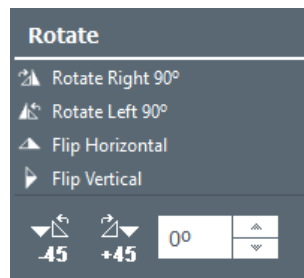 Rotate
Rotate Right 90º
Rotate Left 90º
Flip Horizontal
Flip Vertical
-45 +45 0º